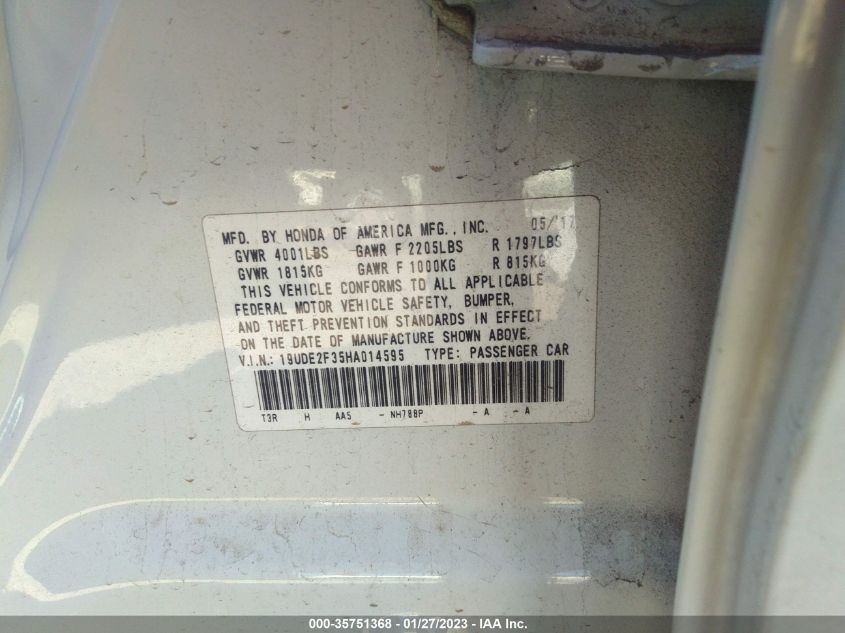 MFD. BY HONDA OF AMERICA MFG., INC. 05/'17
GVWR 4001LBS GAWR F 2205LBS R 1797LBS
GVWR 1815KG GAWR F 1000KG R 815KG
THIS VEHICLE CONFORMS TO ALL APPLICABLE
FEDERAL MOTOR VEHICLE SAFETY, BUMPER,
AND THEFT PREVENTION STANDARDS IN EFFECT
ON THE DATE OF MANUFACTURE SHOWN ABOVE.
V.I.N.: 19UDE2F35HA014595 TYPE: PASSENGER CAR
T3R H AA5 - NH788P - A - A
000-35751368 - 01/27/2023 - IAA Inc.